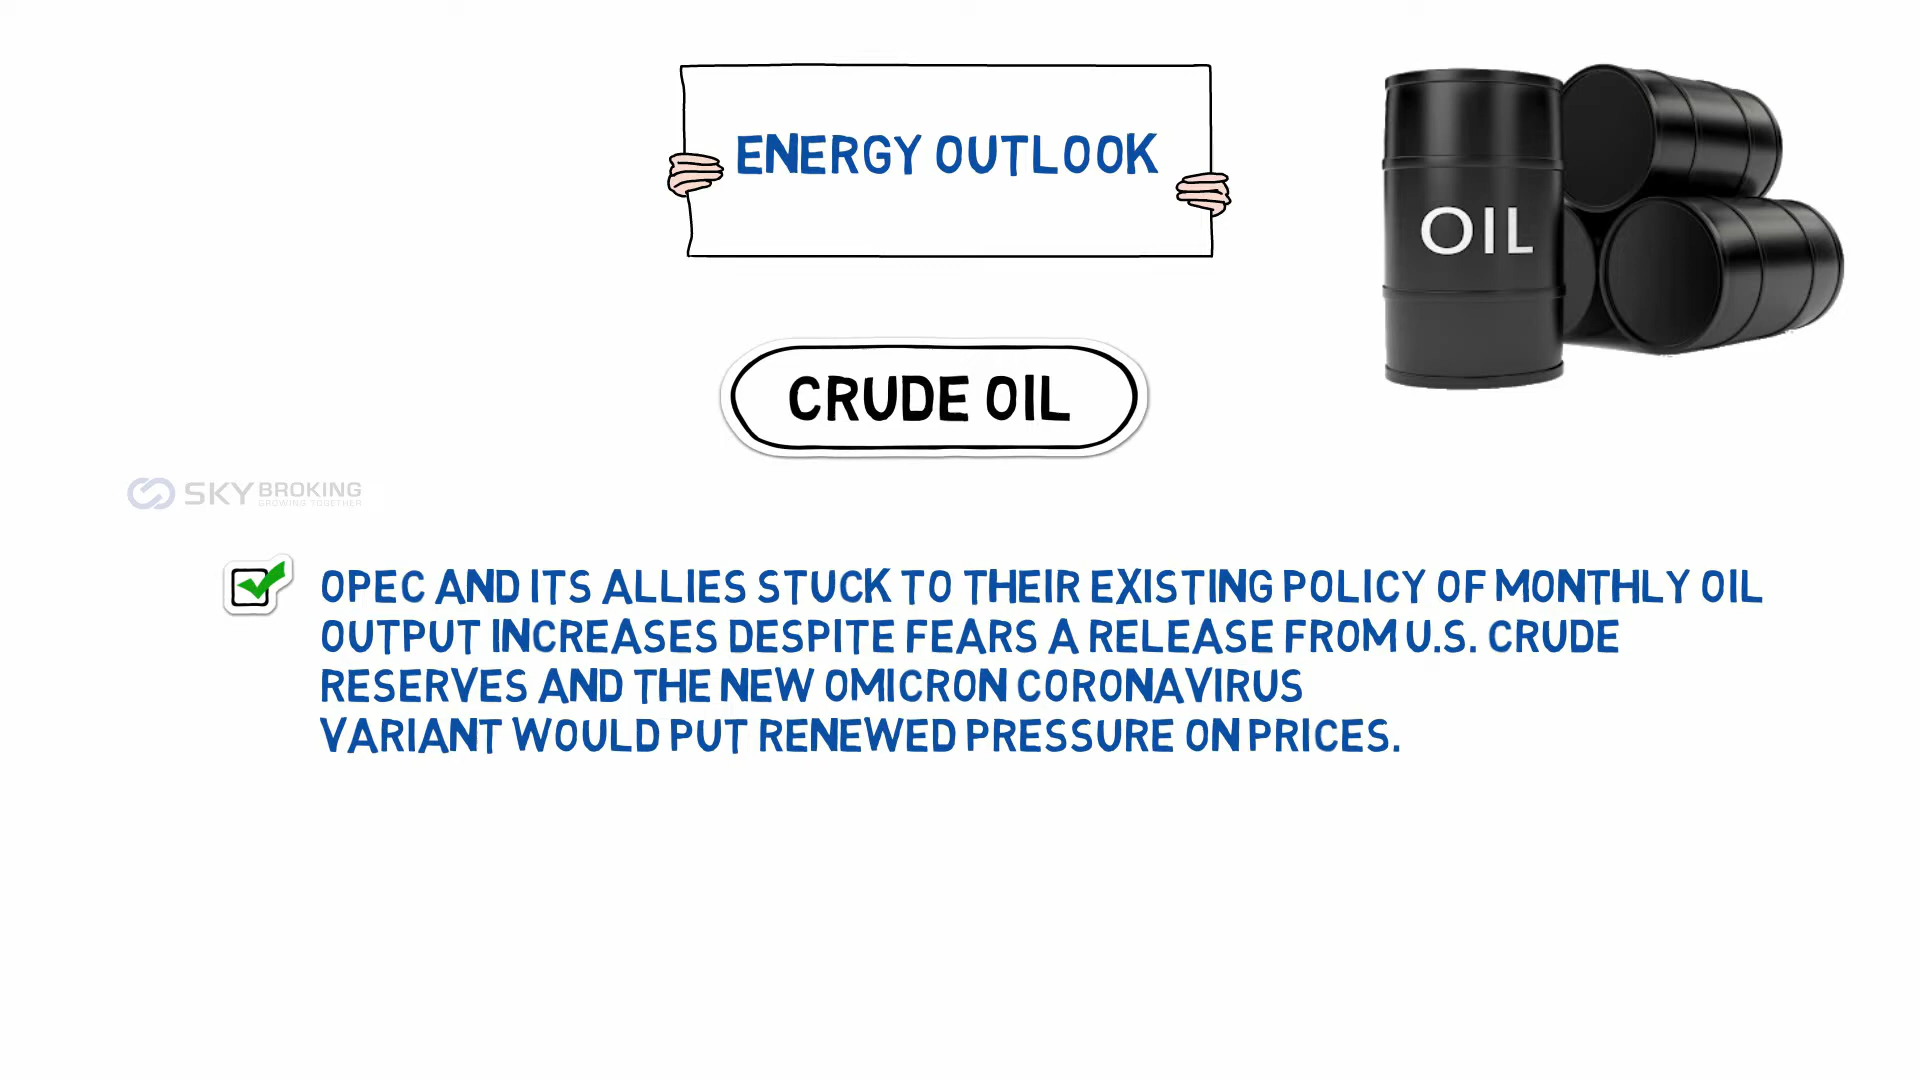 ENERGY OUTLOOK
OIL
CRUDE OIL
SKY BROKING
GROWING TOGETHER
OPEC AND ITS ALLIES STUCK TO THEIR EXISTING POLICY OF MONTHLY OIL
OUTPUT INCREASES DESPITE FEARS A RELEASE FROM U.S. CRUDE
RESERVES AND THE NEW OMICRON CORONAVIRUS
VARIANT WOULD PUT RENEWED PRESSURE ON PRICES.